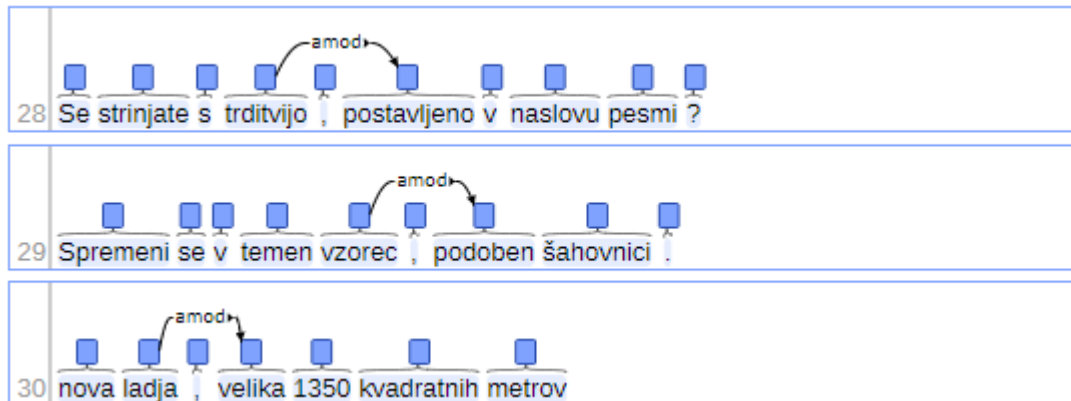 amod
28 Se strinjate s trditvijo , postavljeno v naslovu pesmi ?
amod
29 Spremeni se v temen vzorec , podoben šahovnici .
amod
30 nova ladja , velika 1350 kvadratnih metrov